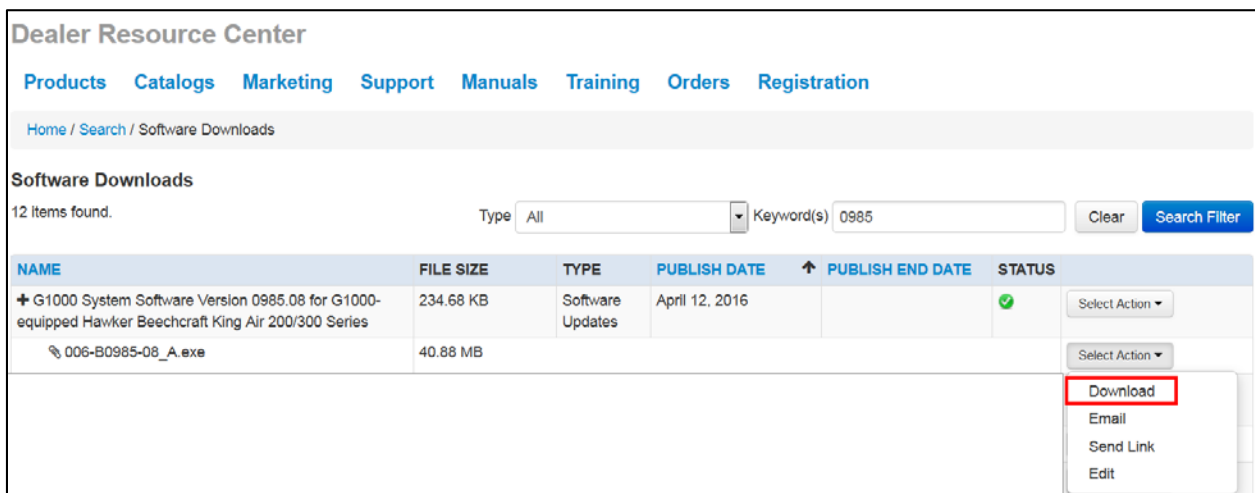 Dealer Resource Center
Products Catalogs Marketing Support Manuals Training Orders Registration
Home / Search / Software Downloads
Software Downloads
12 items found. Type All Keyword(s) 0985 Clear Search Filter
NAME FILE SIZE TYPE PUBLISH DATE PUBLISH END DATE STATUS
G1000 System Software Version 0985.08 for G1000- 234.68 KB Software April 12, 2016 Select Action
equipped Hawker Beechcraft King Air 200/300 Series Updates
006-B0985-08_A.exe 40.88 MB Select Action
Download
Email
Send Link
Edit